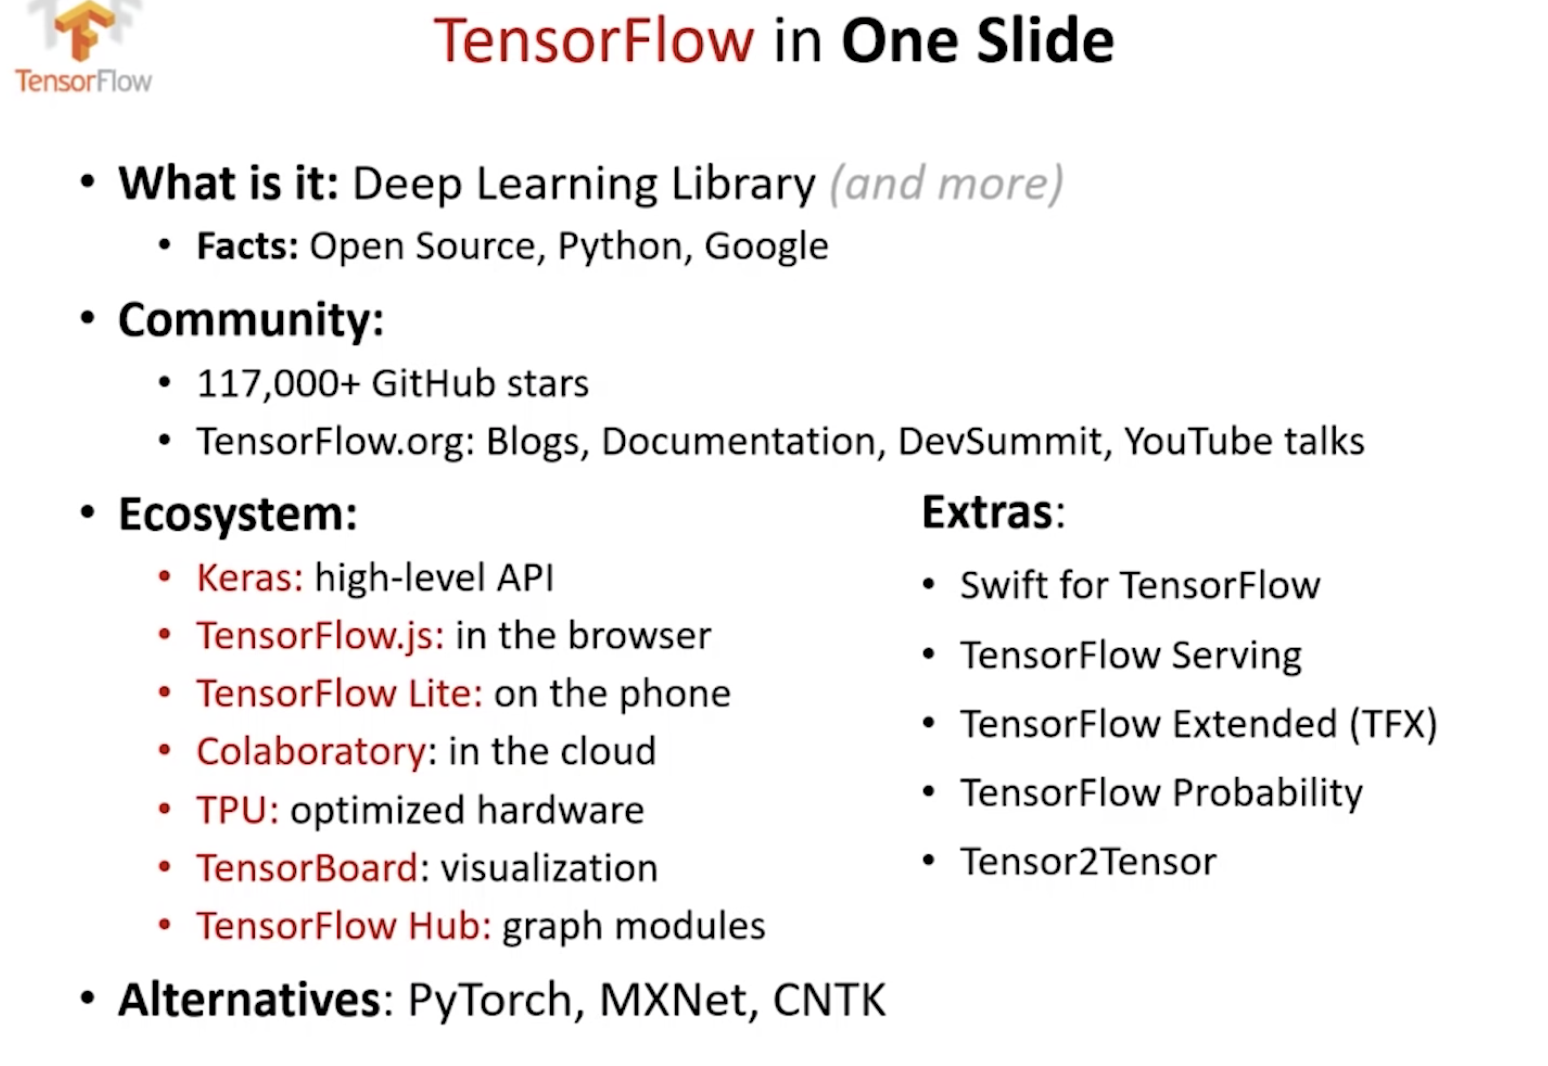 TensorFlow
TensorFlow in One Slide
• What is it: Deep Learning Library (and more)
• Facts: Open Source, Python, Google
• Community:
• 117,000+ GitHub stars
• TensorFlow.org: Blogs, Documentation, DevSummit, YouTube talks
• Ecosystem:
• Keras: high-level API
• TensorFlow.js: in the browser
• TensorFlow Lite: on the phone
• Colaboratory: in the cloud
• TPU: optimized hardware
• TensorBoard: visualization
• TensorFlow Hub: graph modules
Extras:
• Swift for TensorFlow
• TensorFlow Serving
• TensorFlow Extended (TFX)
• TensorFlow Probability
• Tensor2Tensor
• Alternatives: PyTorch, MXNet, CNTK